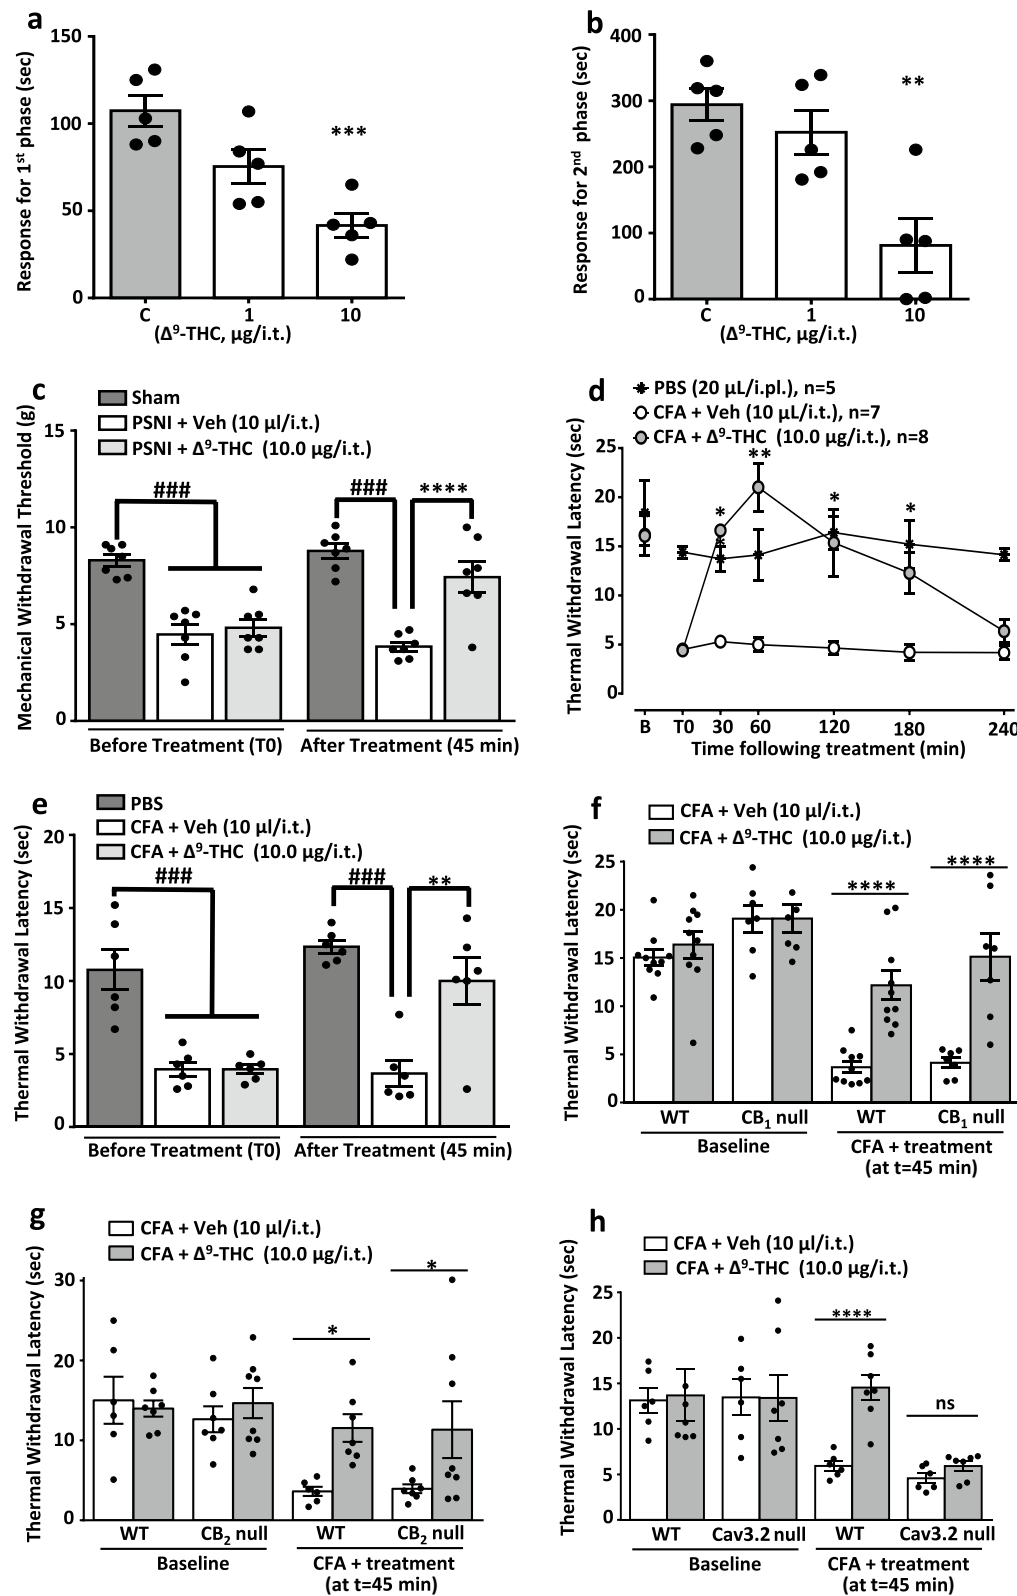 a
Response for 1st phase (sec)
150
100
50
0
***
C
1
10
(Δ9-THC, µg/i.t.)
b
Response for 2nd phase (sec)
400
300
200
100
0
**
C
1
10
(Δ9-THC, µg/i.t.)
c
Sham
PSNI + Veh (10 µl/i.t.)
PSNI + Δ9-THC (10.0 µg/i.t.)
Mechanical Withdrawal Threshold (g)
15
10
5
0
###
###
****
Before Treatment (T0)
After Treatment (45 min)
d
PBS (20 µL/i.pl.), n=5
CFA + Veh (10 µL/i.t.), n=7
CFA + Δ9-THC (10.0 µg/i.t.), n=8
Thermal Withdrawal Latency (sec)
25
20
15
10
5
0
*
**
*
*
B
T0
30
60
120
180
240
Time following treatment (min)
e
PBS
CFA + Veh (10 µl/i.t.)
CFA + Δ9-THC (10.0 µg/i.t.)
Thermal Withdrawal Latency (sec)
20
15
10
5
0
###
###
**
Before Treatment (T0)
After Treatment (45 min)
f
CFA + Veh (10 µl/i.t.)
CFA + Δ9-THC (10.0 µg/i.t.)
Thermal Withdrawal Latency (sec)
25
20
15
10
5
0
****
****
WT
CB1 null
WT
CB1 null
Baseline
CFA + treatment
(at t=45 min)
g
CFA + Veh (10 µl/i.t.)
CFA + Δ9-THC (10.0 µg/i.t.)
Thermal Withdrawal Latency (sec)
30
20
10
0
*
*
WT
CB2 null
WT
CB2 null
Baseline
CFA + treatment
(at t=45 min)
h
CFA + Veh (10 µl/i.t.)
CFA + Δ9-THC (10.0 µg/i.t.)
Thermal Withdrawal Latency (sec)
25
20
15
10
5
0
****
ns
WT
Cav3.2 null
WT
Cav3.2 null
Baseline
CFA + treatment
(at t=45 min)